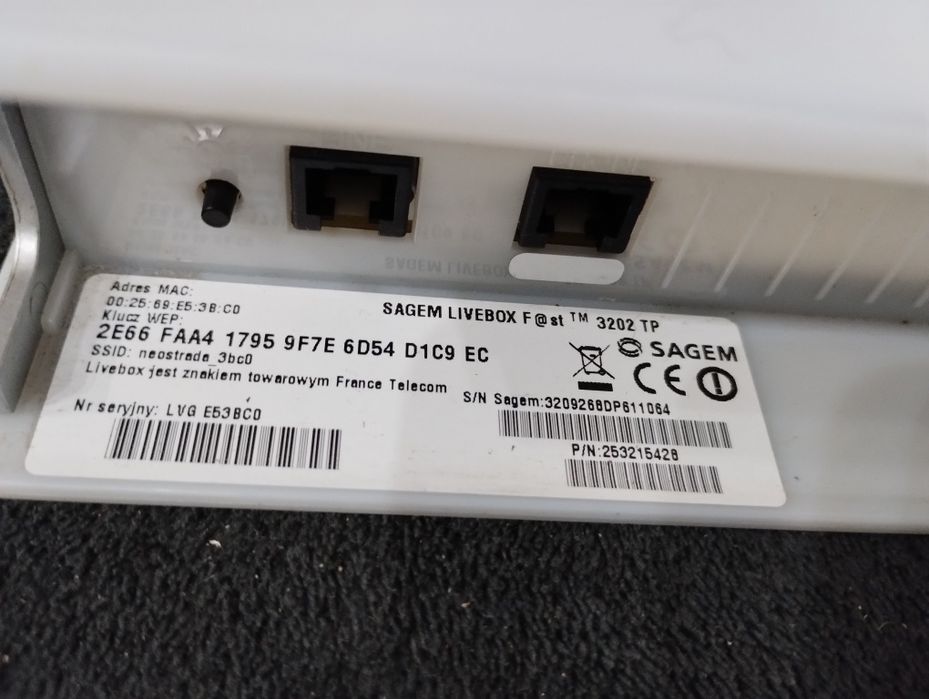 Adres MAC:
00:25:69:E5:3B:C0
Klucz WEP:
2E66 FAA4 1795 9F7E 6D54 D1C9 EC
SSID: neostrada_3bc0
Livebox jest znakiem towarowym France Telecom
Nr seryjny: LVG E53BC0
SAGEM LIVEBOX F@st ™ 3202 TP
SAGEM
CE
S/N Sagem:3209268DP611064
P/N:253215428